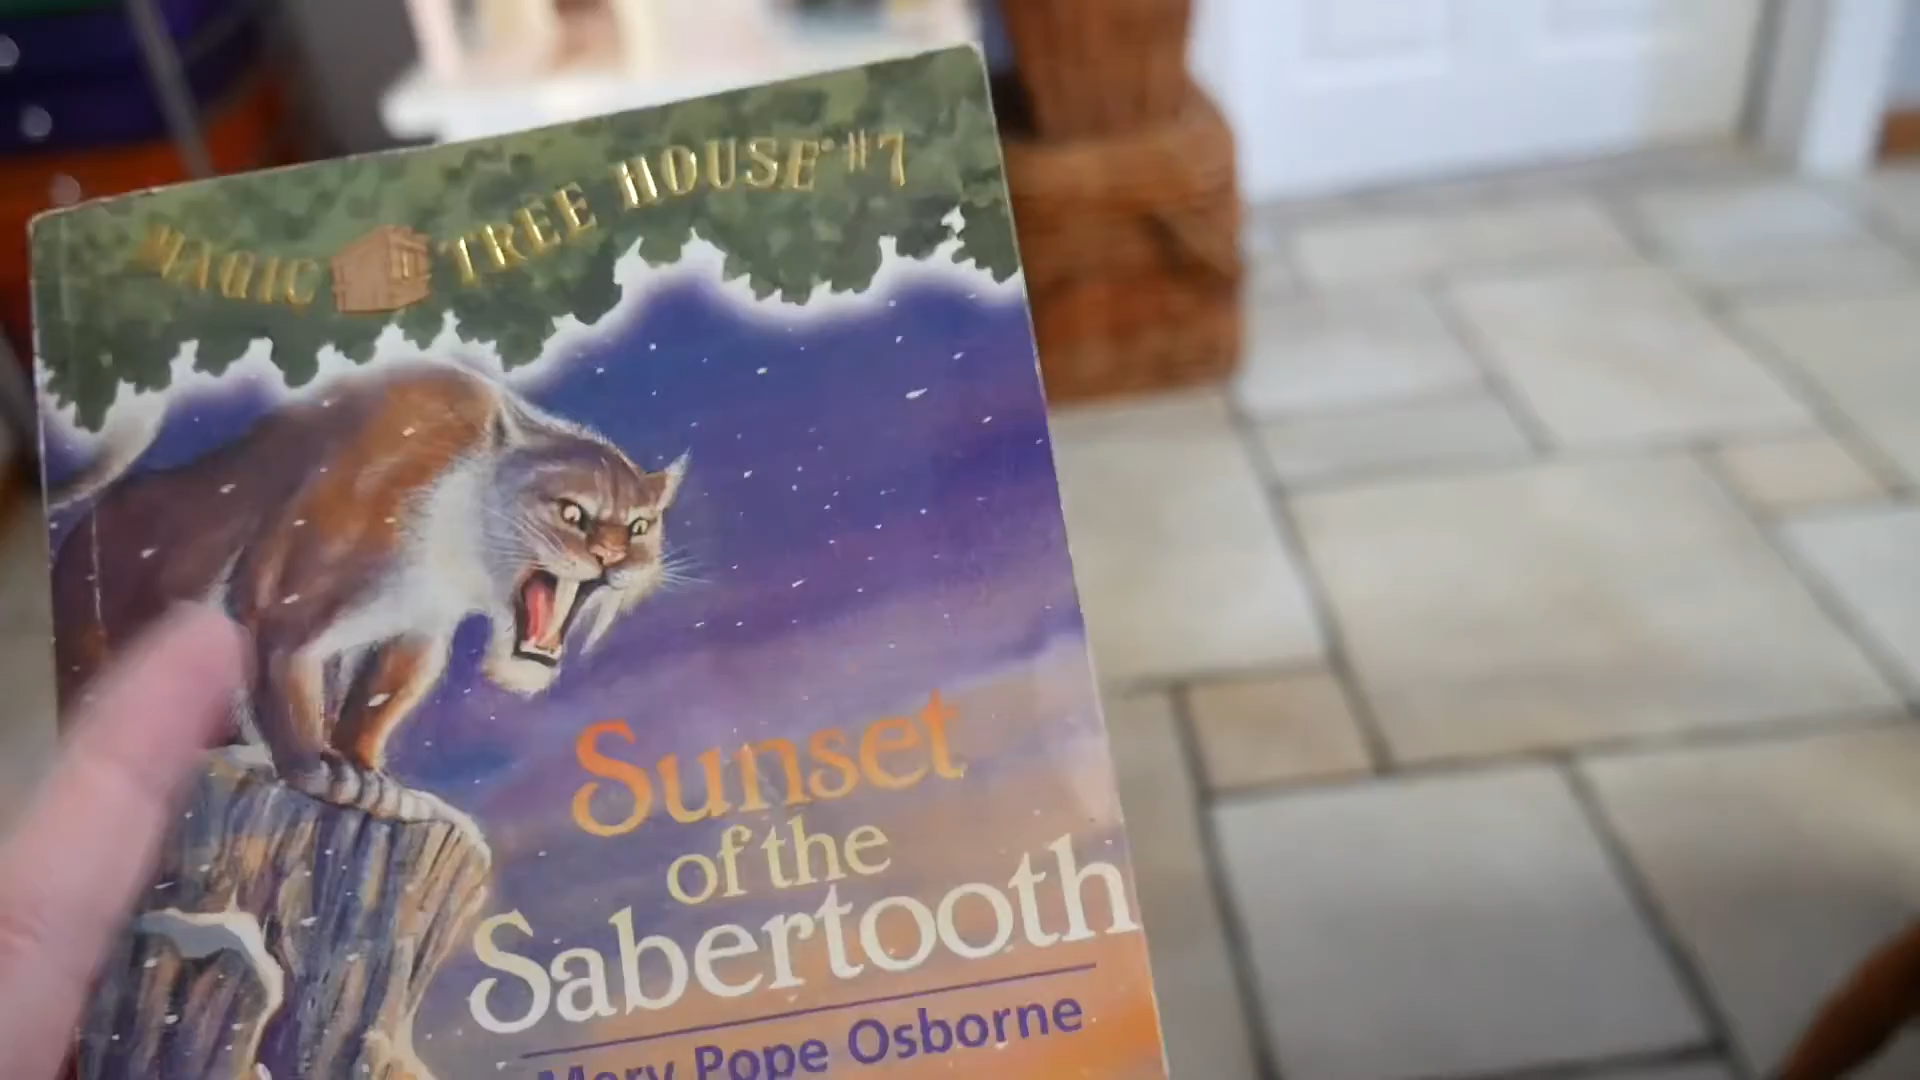 MAGIC TREE HOUSE® #7
Sunset
of the
Sabertooth
Mary Pope Osborne